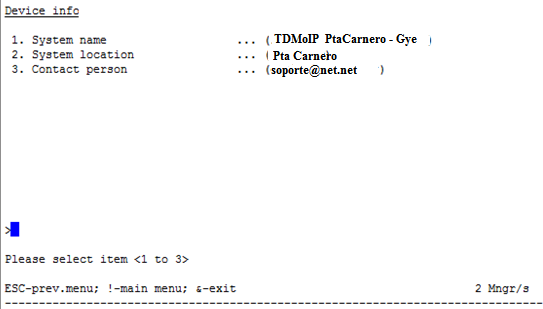 Device info
1. System name ... ( TDMoIP PtaCarnero - Gye )
2. System location ... ( Pta Carnero )
3. Contact person ... (soporte@net.net )
>
Please select item <1 to 3>
ESC-prev.menu; !-main menu; &-exit 2 Mngr/s
--------------------------------------------------------------------------------